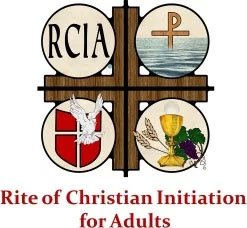 RCIA
Rite of Christian Initiation
for Adults